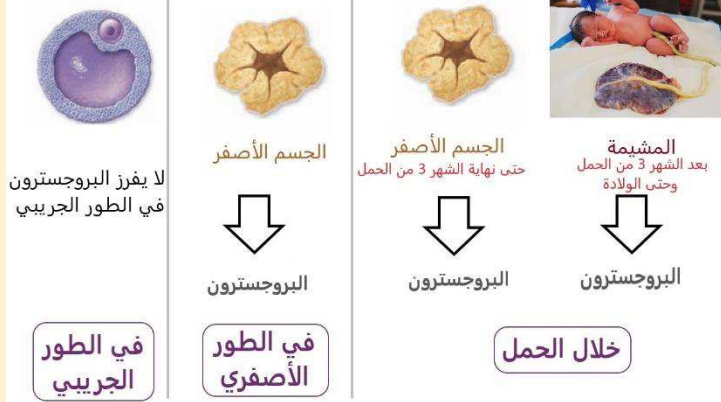 المشيمة
بعد الشهر 3 من الحمل
وحتى الولادة
البروجسترون
الجسم الأصفر
حتى نهاية الشهر 3 من الحمل
البروجسترون
خلال الحمل
الجسم الأصفر
البروجسترون
في الطور
الأصفري
لا يفرز البروجسترون
في الطور الجريبي
في الطور
الجريبي